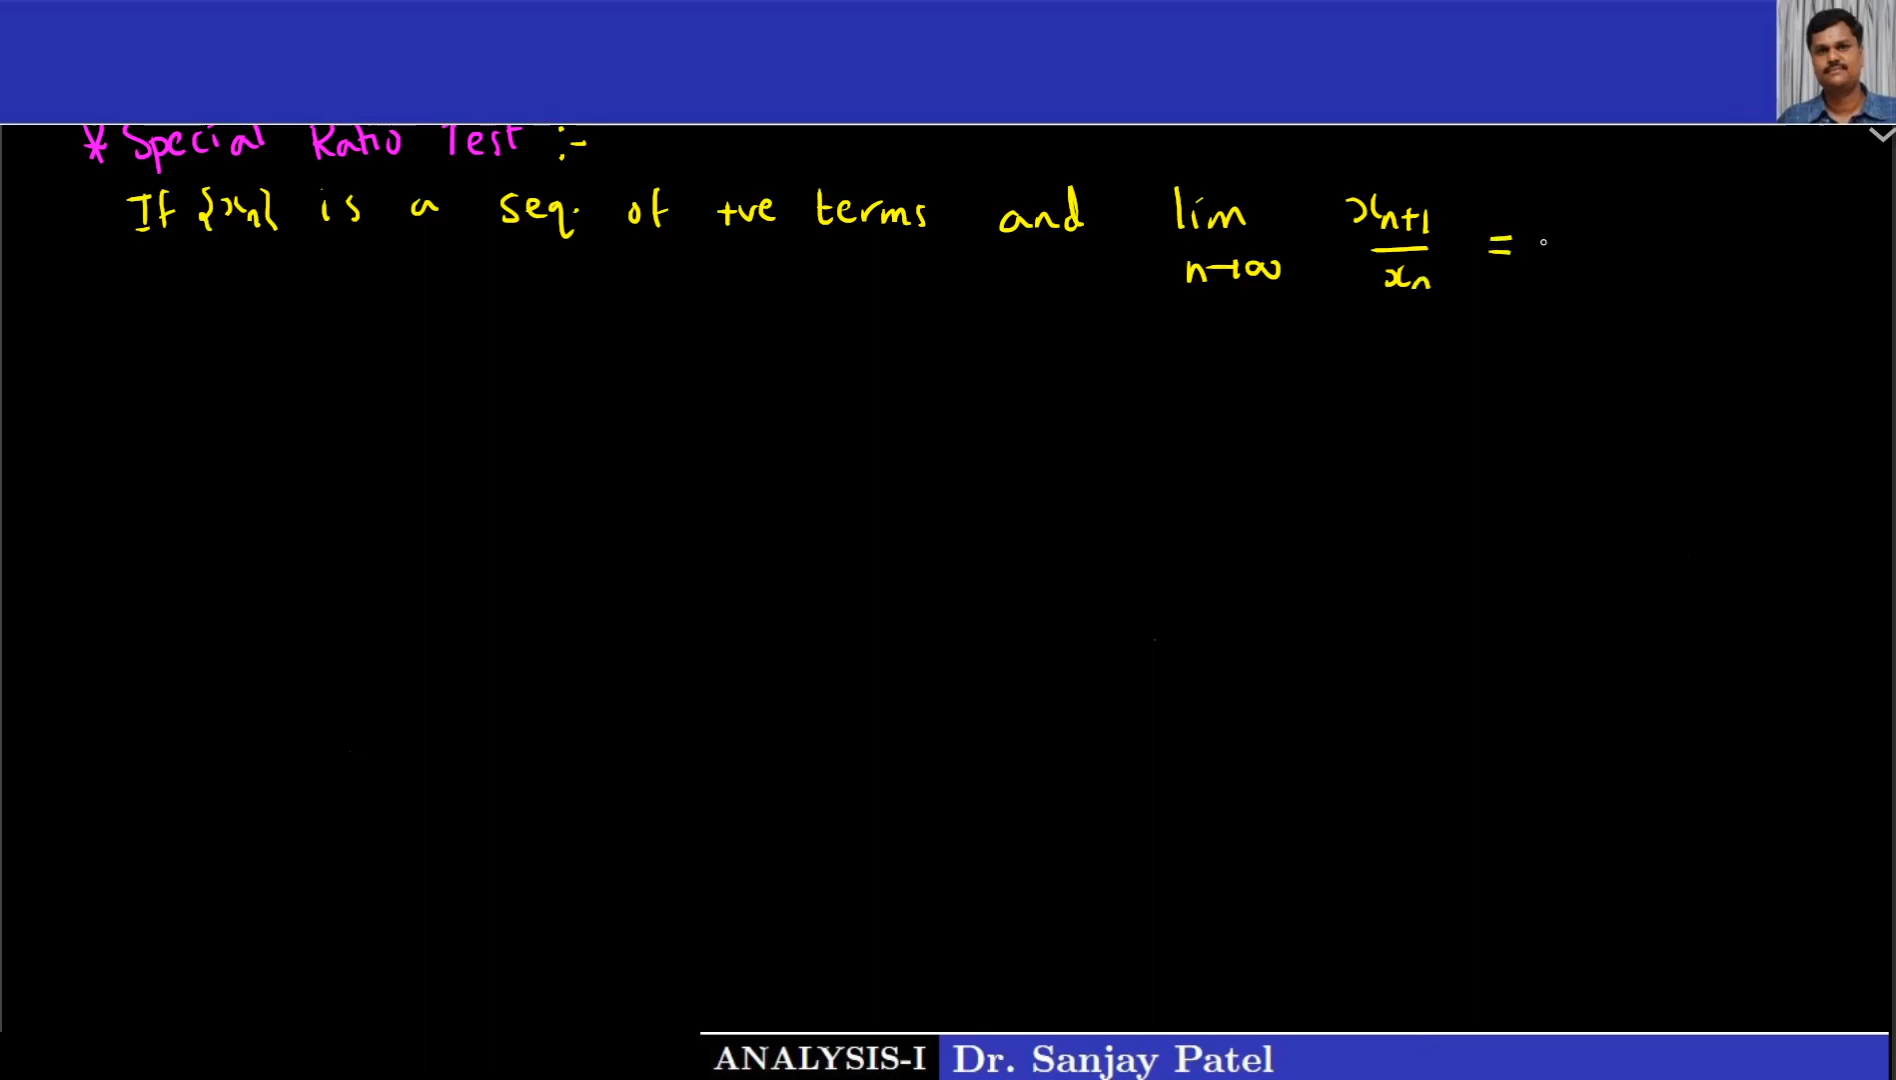 * Special Ratio Test :-
If {xₙ} is a seq. of +ve terms and lim n→∞ xₙ₊₁/xₙ =
ANALYSIS-I Dr. Sanjay Patel